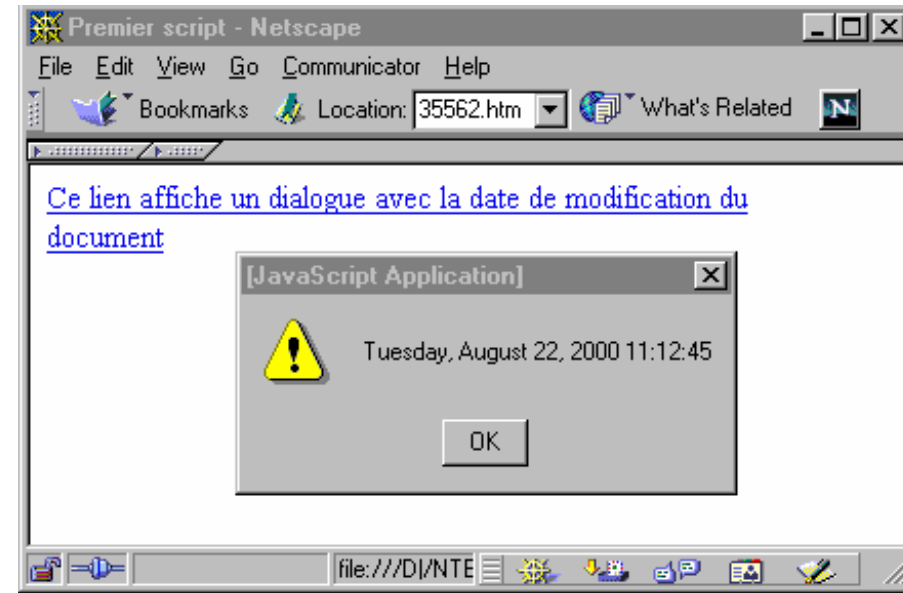 Premier script - Netscape
File Edit View Go Communicator Help
Bookmarks Location: 35562.htm What's Related N
Ce lien affiche un dialogue avec la date de modification du
document
[JavaScript Application]
Tuesday, August 22, 2000 11:12:45
OK
file:///D|/NTE